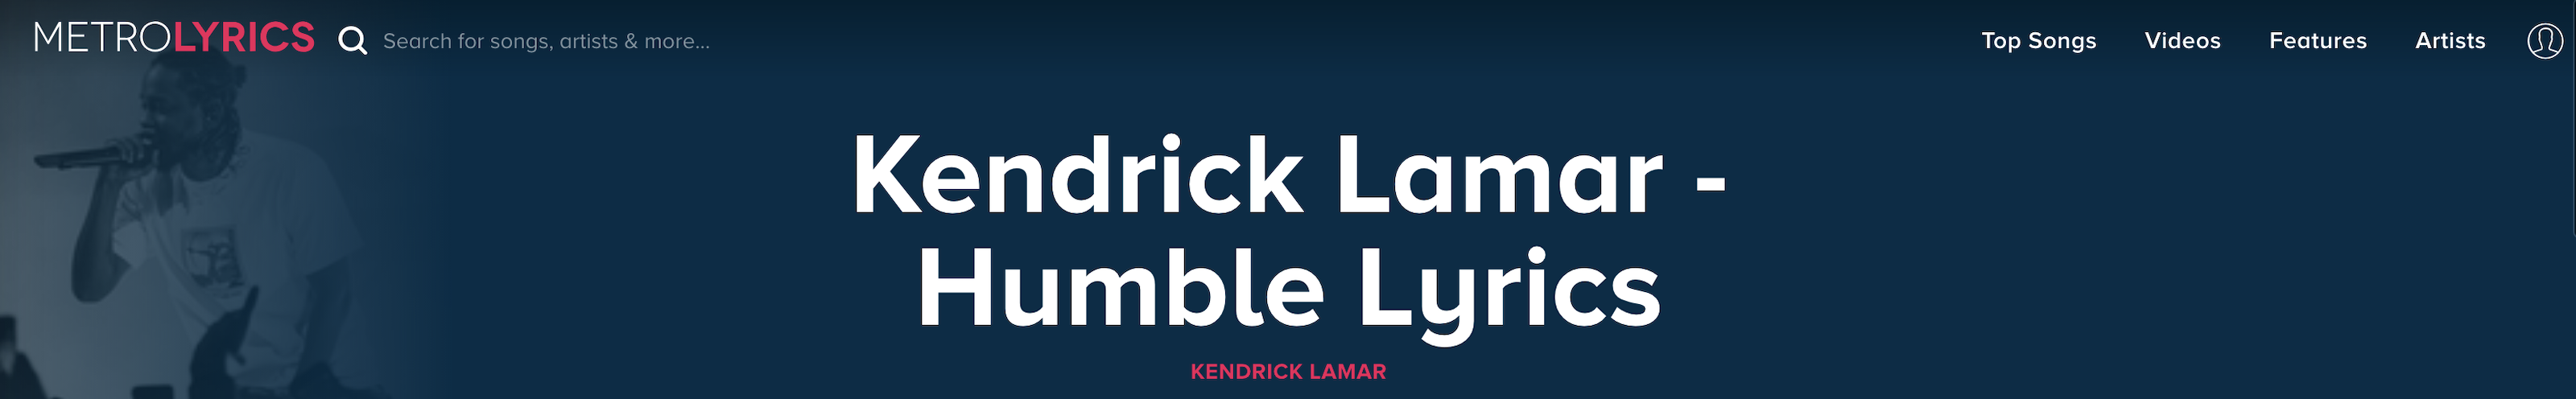 METROLYRICS Search for songs, artists & more... Top Songs Videos Features Artists
Kendrick Lamar -
Humble Lyrics
KENDRICK LAMAR